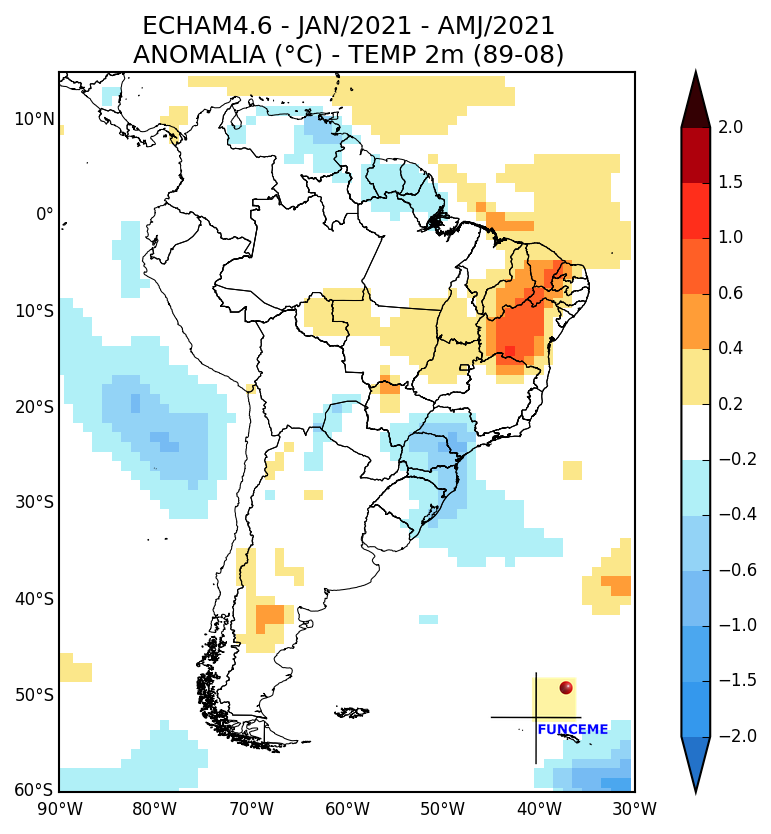 ECHAM4.6 - JAN/2021 - AMJ/2021
ANOMALIA (°C) - TEMP 2m (89-08)
10°N
0°
10°S
20°S
30°S
40°S
50°S
60°S
90°W 80°W 70°W 60°W 50°W 40°W 30°W
2.0
1.5
1.0
0.6
0.4
0.2
−0.2
−0.4
−0.6
−1.0
−1.5
−2.0
FUNCEME